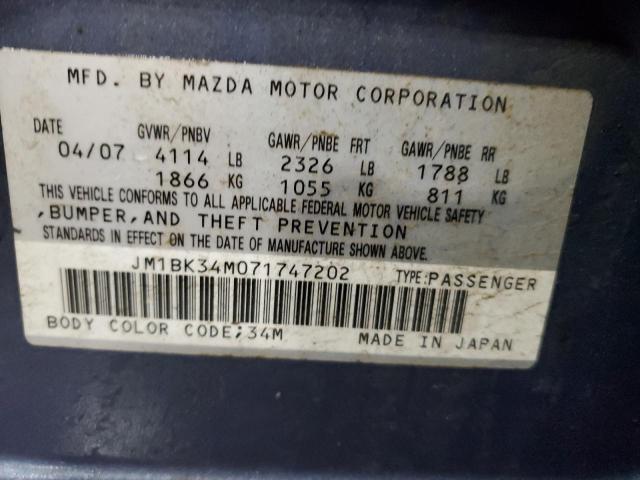 MFD. BY MAZDA MOTOR CORPORATION
DATE GVWR/PNBV GAWR/PNBE FRT GAWR/PNBE RR
04/07 4114 LB 2326 LB 1788 LB
1866 KG 1055 KG 811 KG
THIS VEHICLE CONFORMS TO ALL APPLICABLE FEDERAL MOTOR VEHICLE SAFETY
,BUMPER,AND THEFT PREVENTION
STANDARDS IN EFFECT ON THE DATE OF MANUFACTURE SHOWN ABOVE.
JM1BK34M071747202 TYPE:PASSENGER
BODY COLOR CODE;34M MADE IN JAPAN